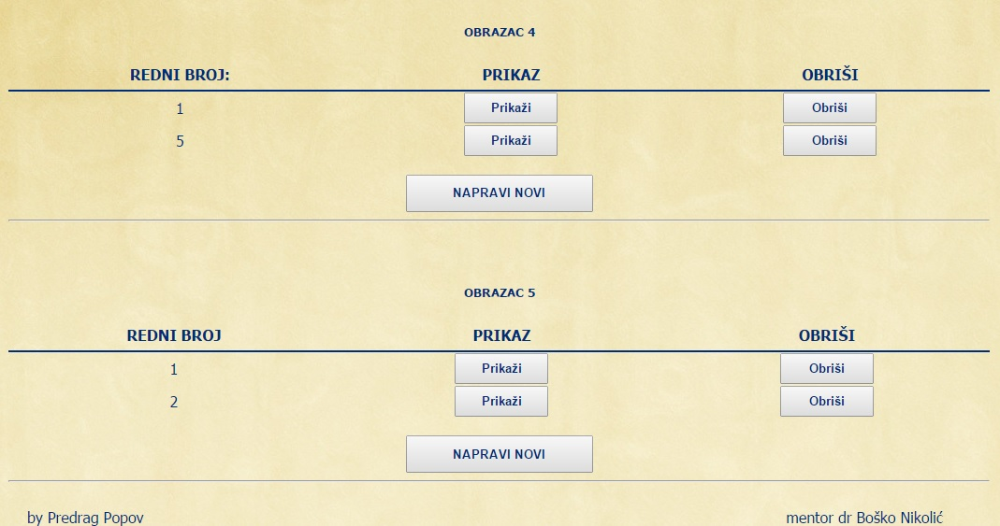 OBRAZAC 4
REDNI BROJ: PRIKAZ OBRIŠI
1 Prikaži Obriši
5 Prikaži Obriši
NAPRAVI NOVI
OBRAZAC 5
REDNI BROJ PRIKAZ OBRIŠI
1 Prikaži Obriši
2 Prikaži Obriši
NAPRAVI NOVI
by Predrag Popov mentor dr Boško Nikolić